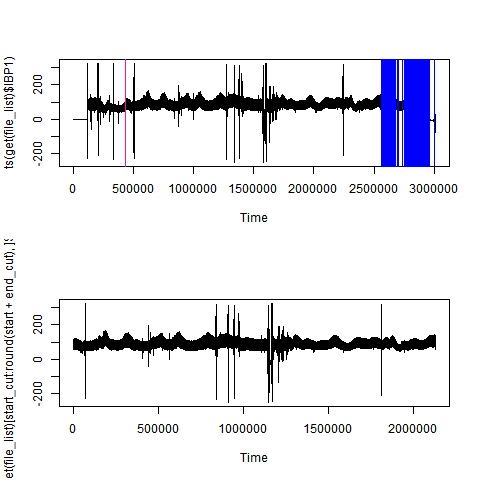 ts(get(file_list)$IBP1)
200
0
-200
0 500000 1000000 1500000 2000000 2500000 3000000
Time
et(file_list)[start_cut:round(start + end_cut), ]$
200
0
-200
0 500000 1000000 1500000 2000000
Time